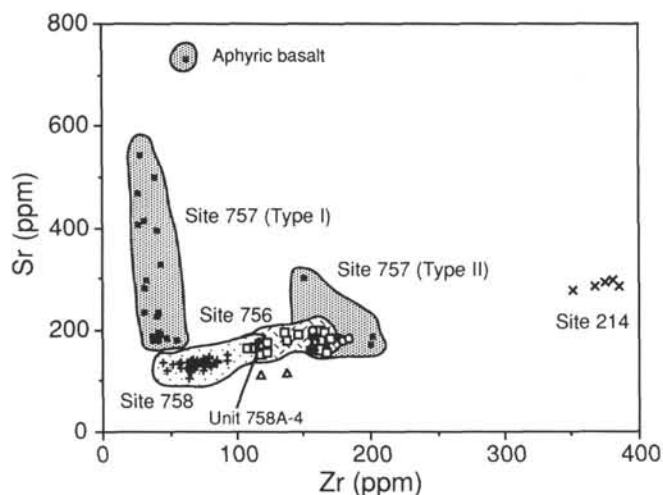 800
Aphyric basalt
600
Site 757 (Type I)
400
Site 757 (Type II)
Site 756
200
Site 214
Site 758
Unit 758A-4
0
0
100
200
300
400
Sr (ppm)
Zr (ppm)